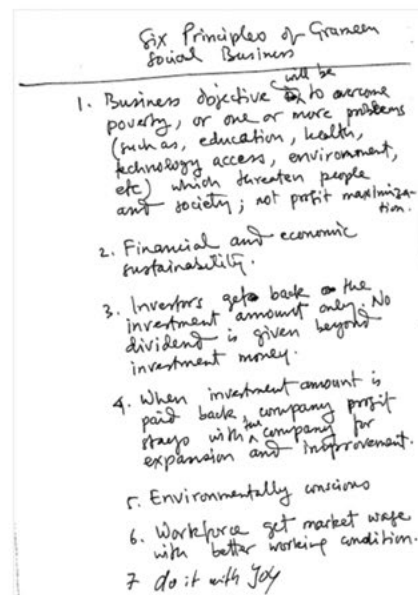 Six Principles of Grameen
Social Business
1. Business objective will be to overcome
poverty, or one or more problems
(such as, education, health,
technology access, environment,
etc) which threaten people
and society; not profit maximiza-
tion.
2. Financial and economic
sustainability.
3. Investors get back the
investment amount only. No
dividend is given beyond
investment money.
4. When investment amount is
paid back, company profit
stays with the company for
expansion and improvement.
5. Environmentally conscious
6. Workforce get market wage
with better working condition.
7 do it with Joy